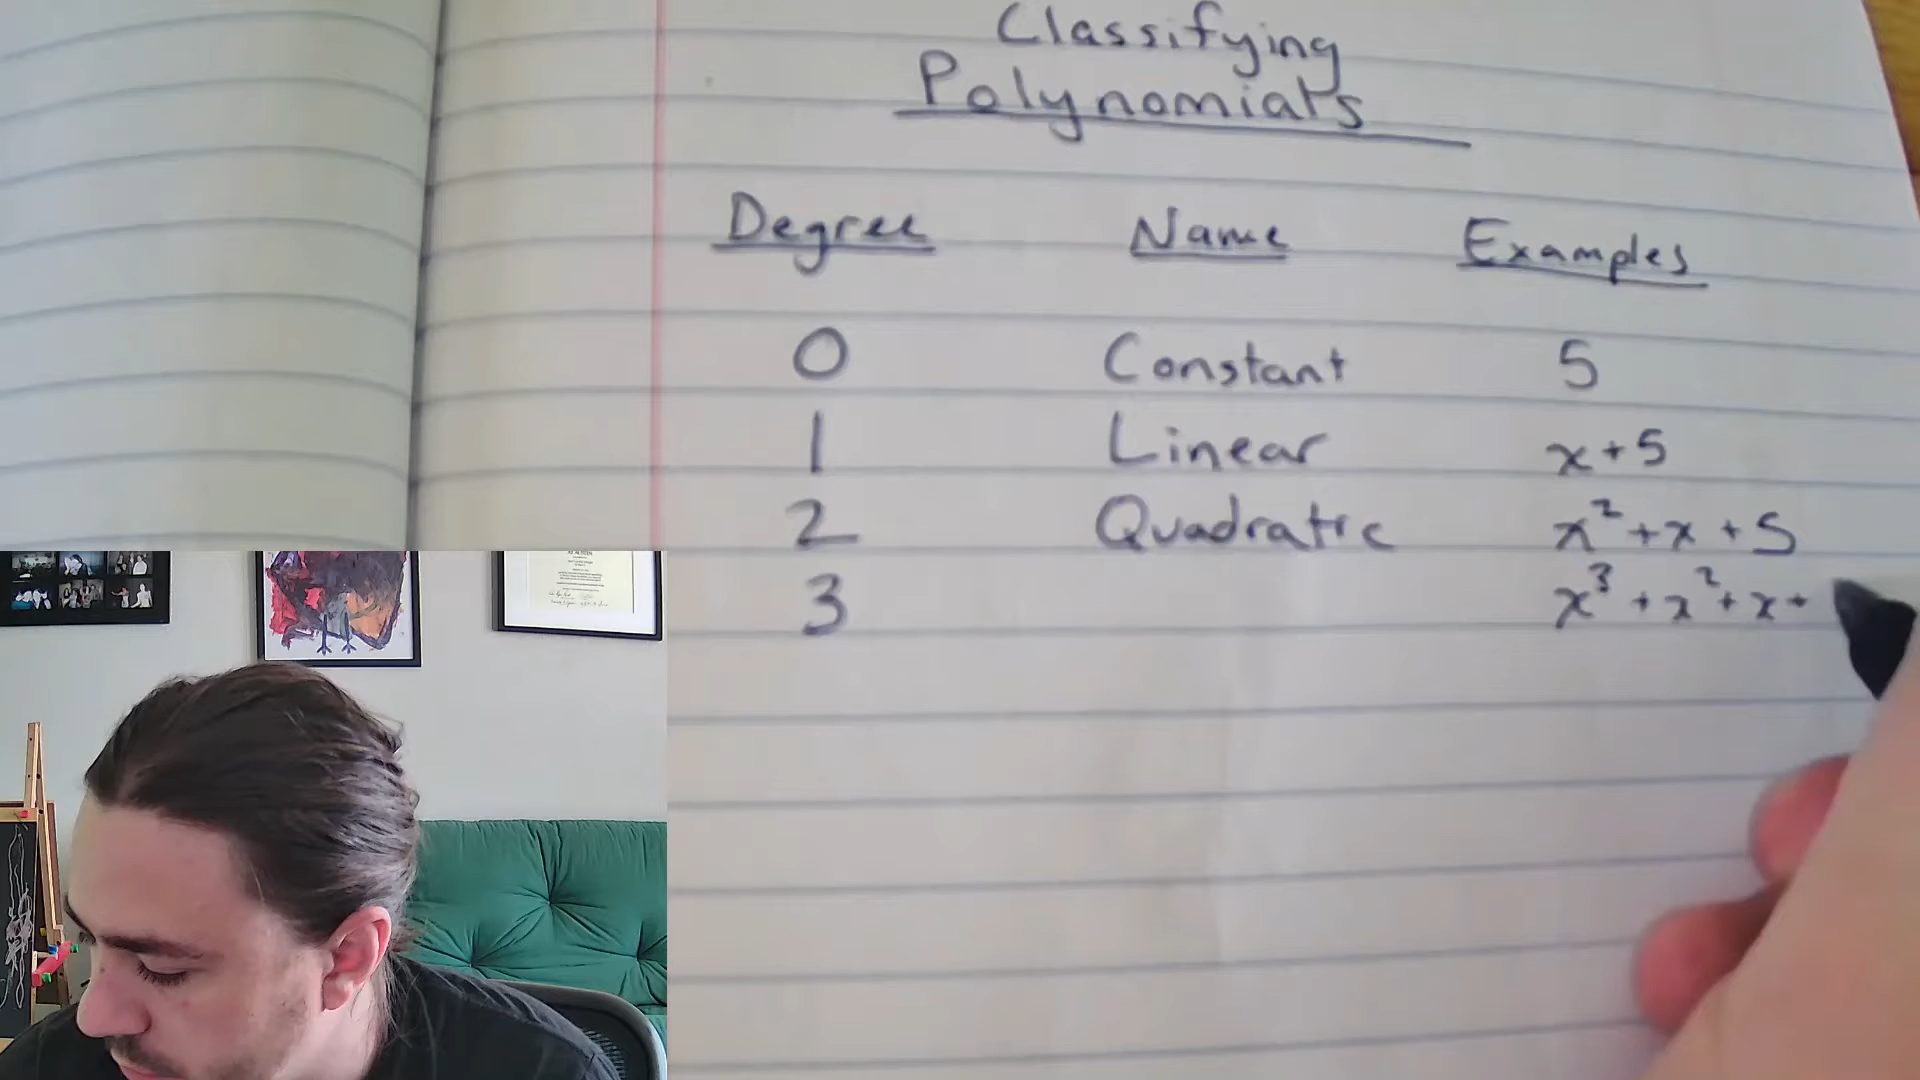 Classifying
Polynomials
Degree Name Examples
0 Constant 5
1 Linear x+5
2 Quadratic x²+x+5
3 x³+x²+x+